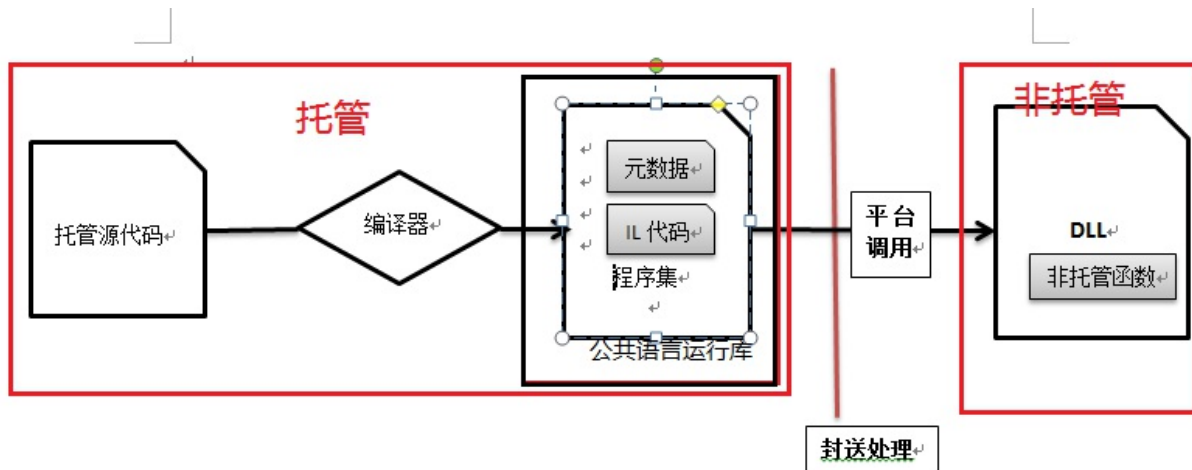 托管
非托管
托管源代码
编译器
元数据
IL 代码
程序集
公共语言运行库
平台
调用
DLL
非托管函数
封送处理